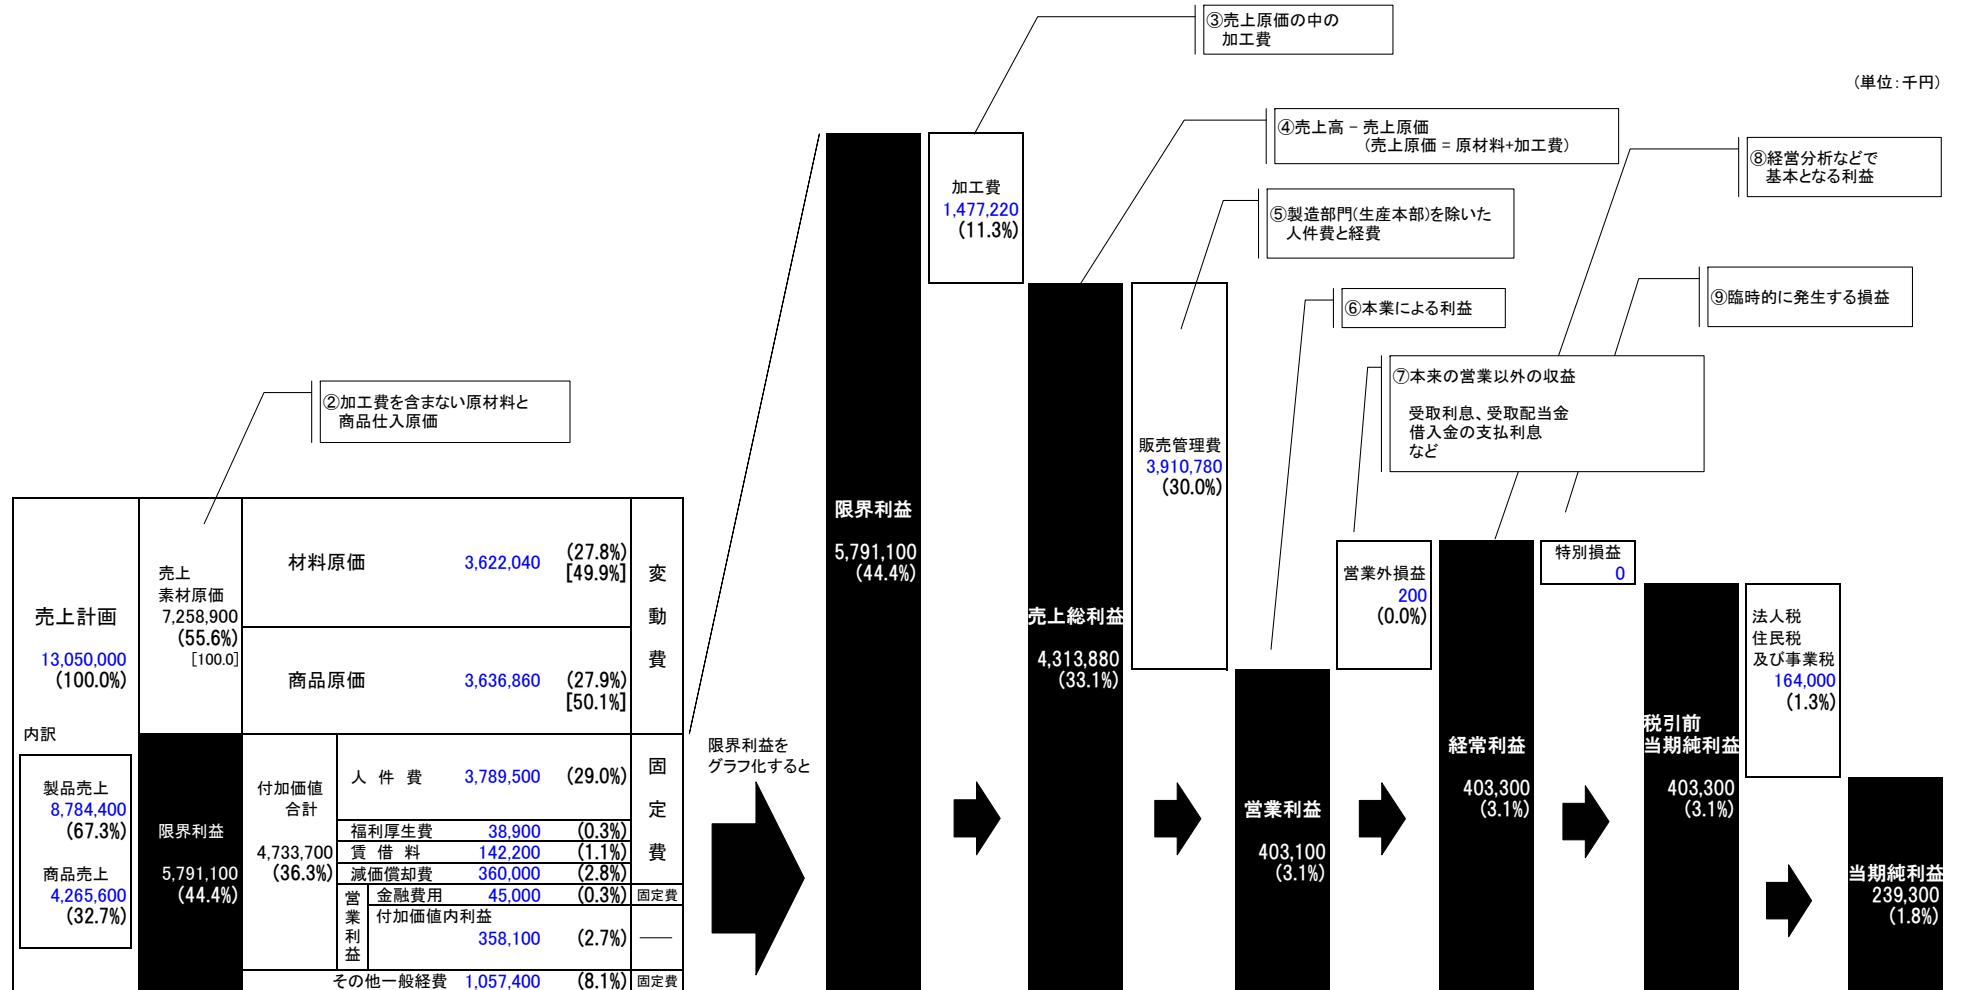 ③売上原価の中の
加工費
(単位：千円)
④売上高 − 売上原価
(売上原価 = 原材料+加工費)
⑧経営分析などで
基本となる利益
⑤製造部門(生産本部)を除いた
人件費と経費
⑥本業による利益
⑨臨時的に発生する損益
⑦本来の営業以外の収益
受取利息、受取配当金
借入金の支払利息
など
②加工費を含まない原材料と
商品仕入原価
売上計画
13,050,000
(100.0%)
内訳
製品売上
8,784,400
(67.3%)
商品売上
4,265,600
(32.7%)
売上
素材原価
7,258,900
(55.6%)
[100.0]
材料原価 3,622,040 (27.8%)
[49.9%]
商品原価 3,636,860 (27.9%)
[50.1%]
変
動
費
限界利益
5,791,100
(44.4%)
付加価値
合計
4,733,700
(36.3%)
人 件 費 3,789,500 (29.0%)
福利厚生費 38,900 (0.3%)
賃 借 料 142,200 (1.1%)
減価償却費 360,000 (2.8%)
固
定
費
営
業
利
益
金融費用 45,000 (0.3%) 固定費
付加価値内利益
358,100 (2.7%) ――
その他一般経費 1,057,400 (8.1%) 固定費
限界利益を
グラフ化すると
限界利益
5,791,100
(44.4%)
加工費
1,477,220
(11.3%)
売上総利益
4,313,880
(33.1%)
販売管理費
3,910,780
(30.0%)
営業利益
403,100
(3.1%)
営業外損益
200
(0.0%)
経常利益
403,300
(3.1%)
特別損益
0
税引前
当期純利益
403,300
(3.1%)
法人税
住民税
及び事業税
164,000
(1.3%)
当期純利益
239,300
(1.8%)